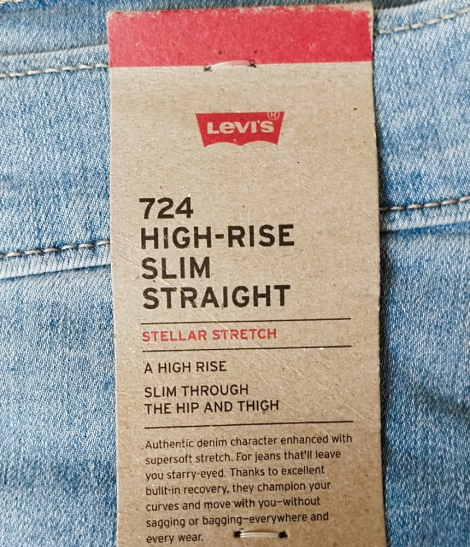 Levi's®
724
HIGH-RISE
SLIM
STRAIGHT
STELLAR STRETCH
A HIGH RISE
SLIM THROUGH
THE HIP AND THIGH
Authentic denim character enhanced with
supersoft stretch. For jeans that'll leave
you starry-eyed. Thanks to excellent
built-in recovery, they champion your
curves and move with you—without
sagging or bagging—everywhere and
every wear.